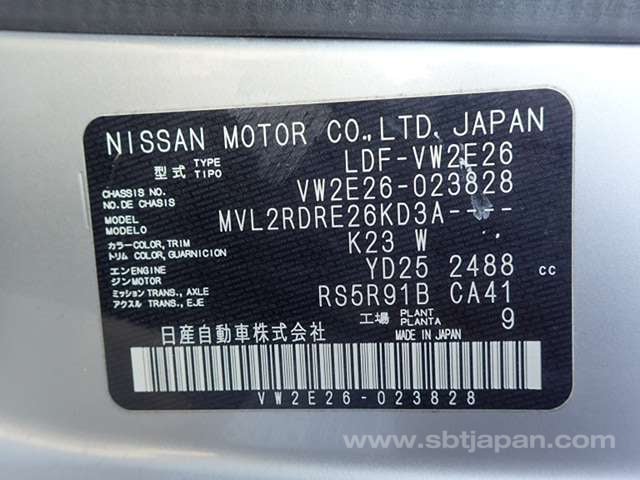 NISSAN MOTOR CO.,LTD. JAPAN
型式 TYPE TIPO LDF-VW2E26
CHASSIS NO. NO. DE CHASIS VW2E26-023828
MODEL MODELO MVL2RDRE26KD3A----
カラー COLOR, TRIM トリム COLOR, GUARNICION K23 W
エンジン ENGINE MOTOR YD25 2488 cc
ミッション TRANS., AXLE アクスル TRANS., EJE RS5R91B CA41
工場 PLANT PLANTA 9
日産自動車株式会社 MADE IN JAPAN
VW2E26-023828
www.sbtjapan.com